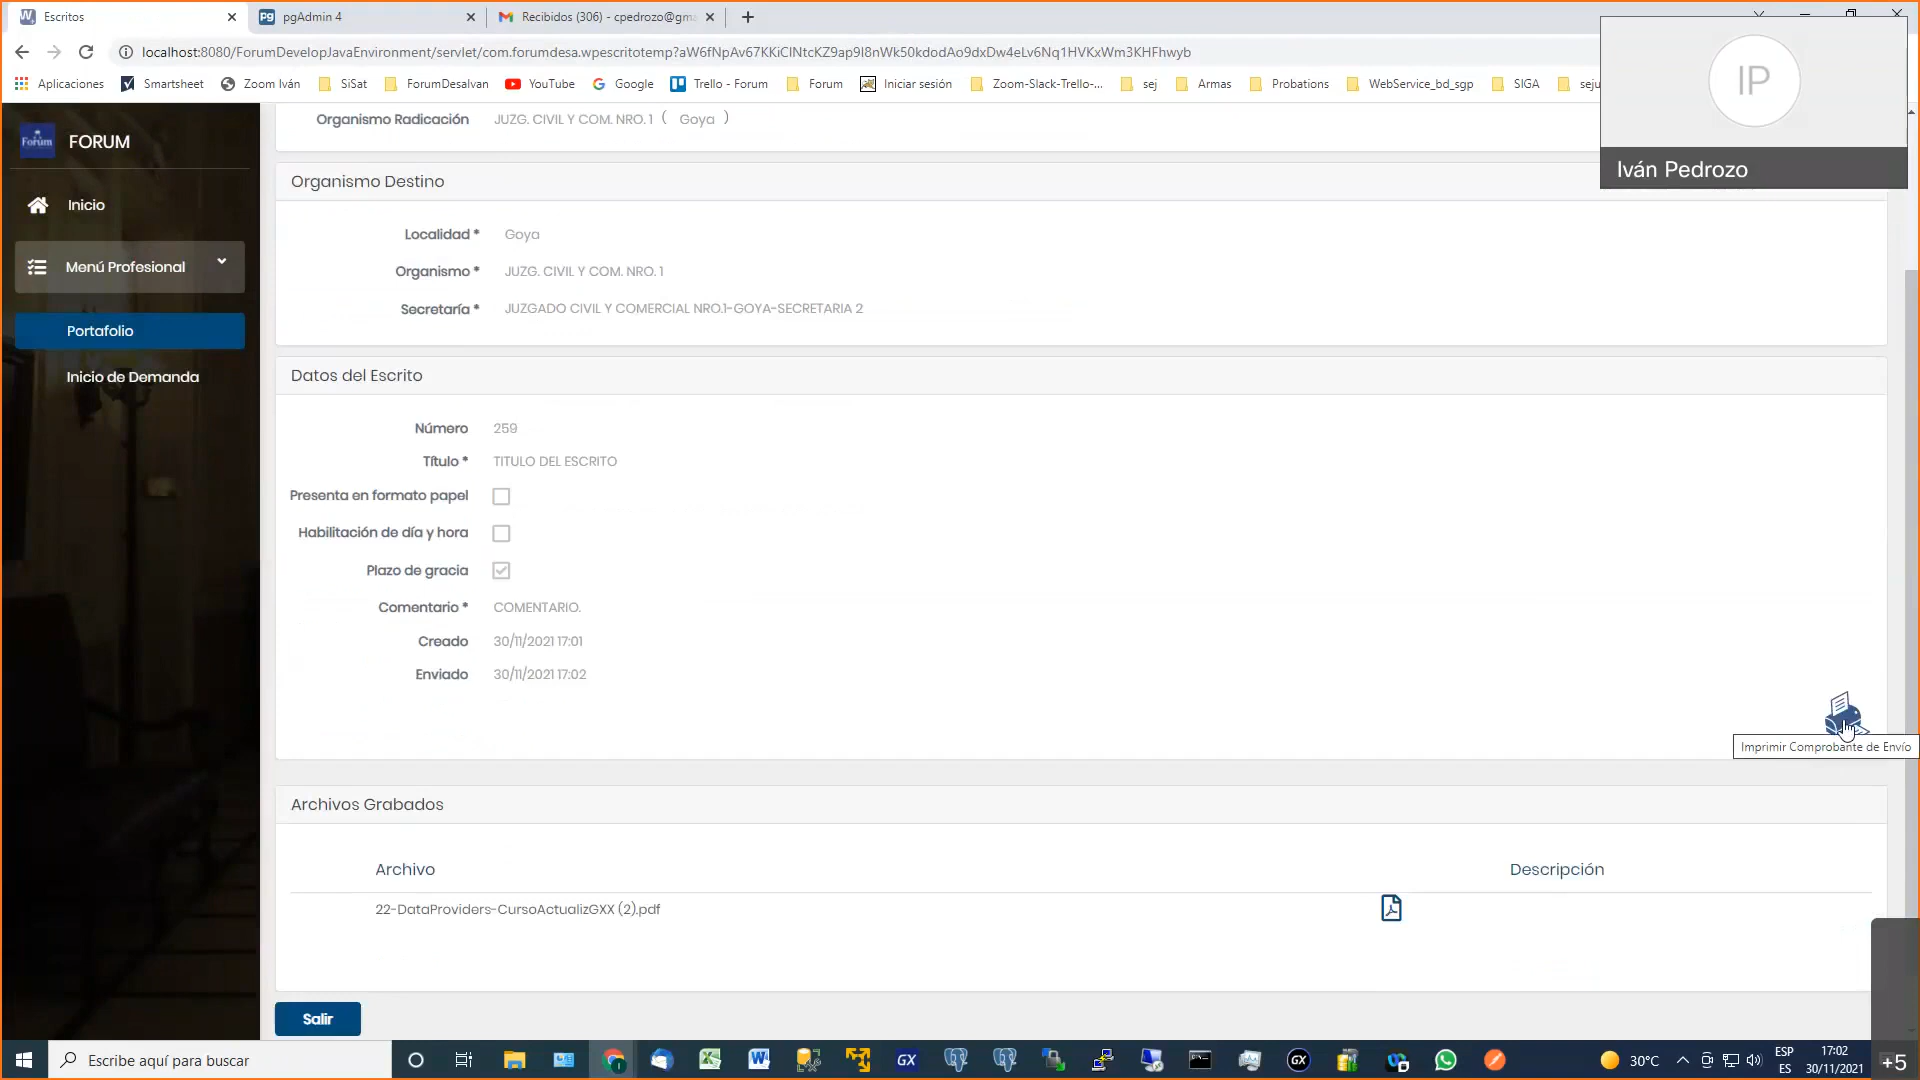 Escritos
pgAdmin 4
Recibidos (306) - cpedrozo@gm
localhost:8080/ForumDevelopJavaEnvironment/servlet/com.forumdesa.wpescritotemp?aW6fNpAv67KKiClNtcKZ9ap9I8nWk50kdodAo9dxDw4eLv6Nq1HVKxWm3KHFhwyb
Aplicaciones
Smartsheet
Zoom Iván
SiSat
ForumDesaIvan
YouTube
Google
Trello - Forum
Forum
Iniciar sesión
Zoom-Slack-Trello-...
sej
Armas
Probations
WebService_bd_sgp
SIGA
seju
IP
Iván Pedrozo
Forum
FORUM
Inicio
Menú Profesional
Portafolio
Inicio de Demanda
Organismo Radicación JUZG. CIVIL Y COM. NRO. 1 ( Goya )
Organismo Destino
Localidad * Goya
Organismo * JUZG. CIVIL Y COM. NRO. 1
Secretaría * JUZGADO CIVIL Y COMERCIAL NRO.1-GOYA-SECRETARIA 2
Datos del Escrito
Número 259
Título * TITULO DEL ESCRITO
Presenta en formato papel
Habilitación de día y hora
Plazo de gracia
Comentario * COMENTARIO.
Creado 30/11/2021 17:01
Enviado 30/11/2021 17:02
Imprimir Comprobante de Envío
Archivos Grabados
Archivo Descripción
22-DataProviders-CursoActualizGXX (2).pdf
Salir
Escribe aquí para buscar
GX
GX
30°C
ESP
ES
17:02
30/11/2021
+5